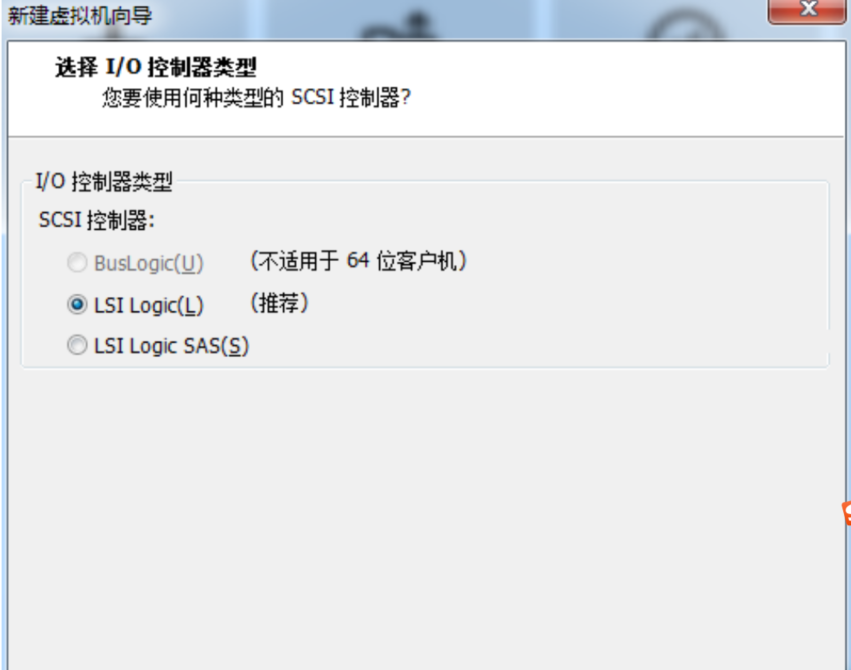 新建虚拟机向导
选择 I/O 控制器类型
您要使用何种类型的 SCSI 控制器?
I/O 控制器类型
SCSI 控制器:
BusLogic(U) (不适用于 64 位客户机)
LSI Logic(L) (推荐)
LSI Logic SAS(S)